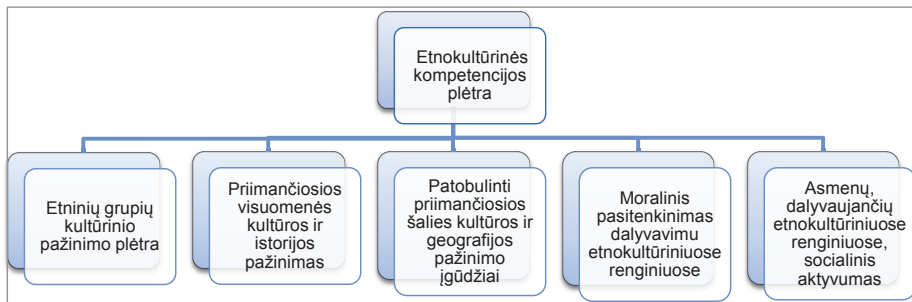 Etnokultūrinės
kompetencijos
plėtra
Etninių grupių
kultūrinio
pažinimo plėtra
Priimančiosios
visuomenės
kultūros ir
istorijos
pažinimas
Patobulinti
priimančiosios
šalies kultūros ir
geografijos
pažinimo
įgūdžiai
Moralinis
pasitenkinimas
dalyvavimu
etnokultūriniuose
renginiuose
Asmenų,
dalyvaujančių
etnokultūriniuose
renginiuose,
socialinis
aktyvumas